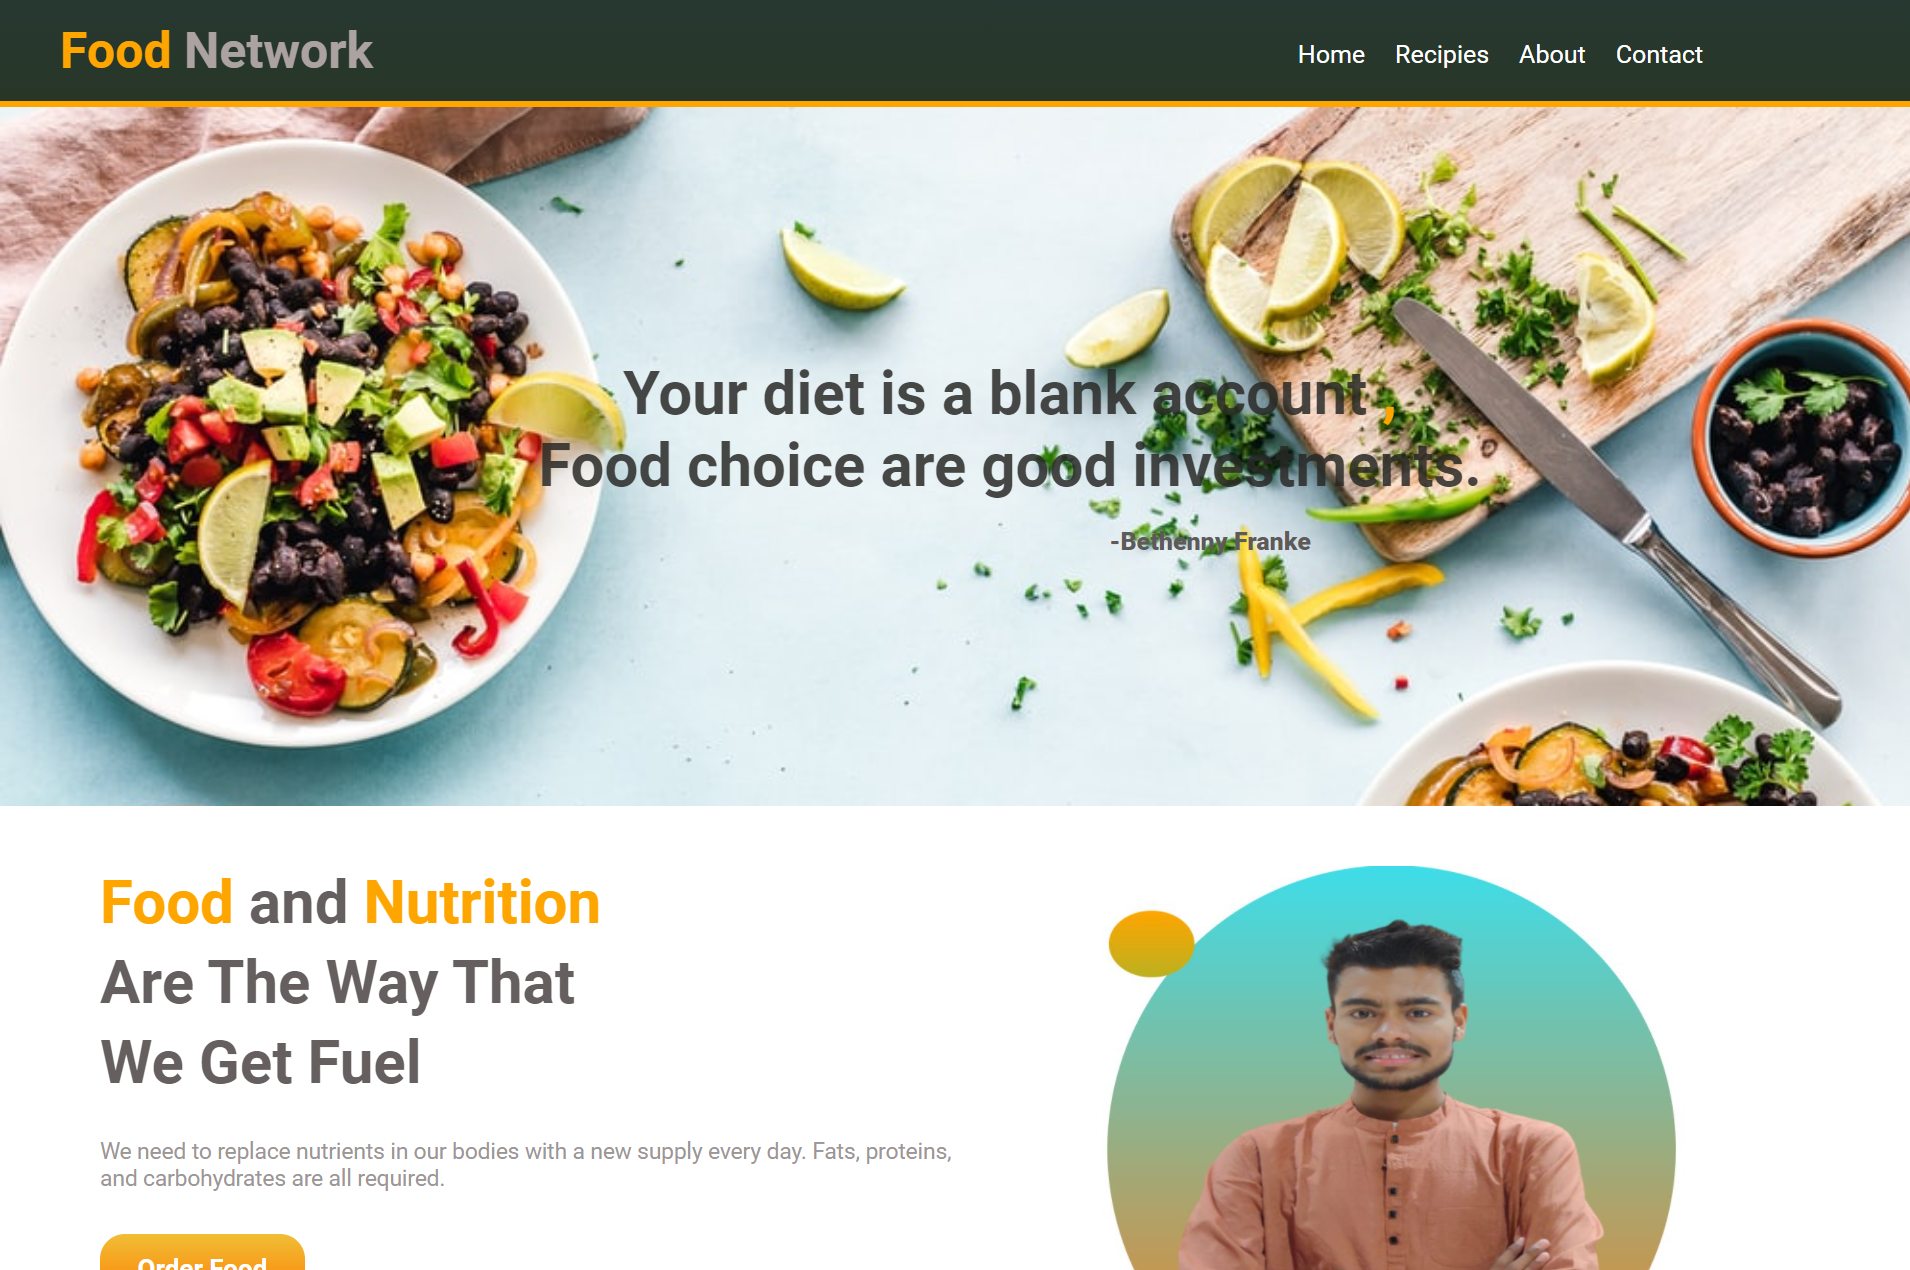 Food Network
Home Recipies About Contact
Your diet is a blank account ,
Food choice are good investments.
-Bethenny Franke
Food and Nutrition
Are The Way That
We Get Fuel
We need to replace nutrients in our bodies with a new supply every day. Fats, proteins,
and carbohydrates are all required.
Order Food